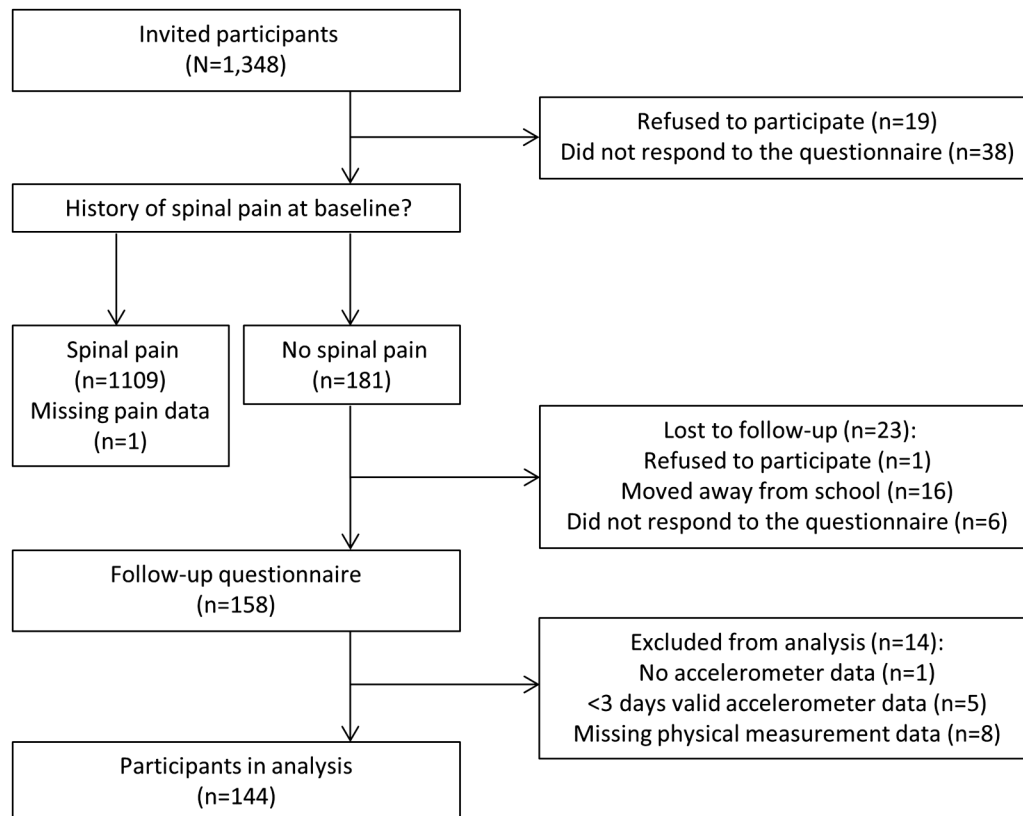 Invited participants
(N=1,348)
Refused to participate (n=19)
Did not respond to the questionnaire (n=38)
History of spinal pain at baseline?
Spinal pain
(n=1109)
Missing pain data
(n=1)
No spinal pain
(n=181)
Lost to follow-up (n=23):
Refused to participate (n=1)
Moved away from school (n=16)
Did not respond to the questionnaire (n=6)
Follow-up questionnaire
(n=158)
Excluded from analysis (n=14):
No accelerometer data (n=1)
<3 days valid accelerometer data (n=5)
Missing physical measurement data (n=8)
Participants in analysis
(n=144)